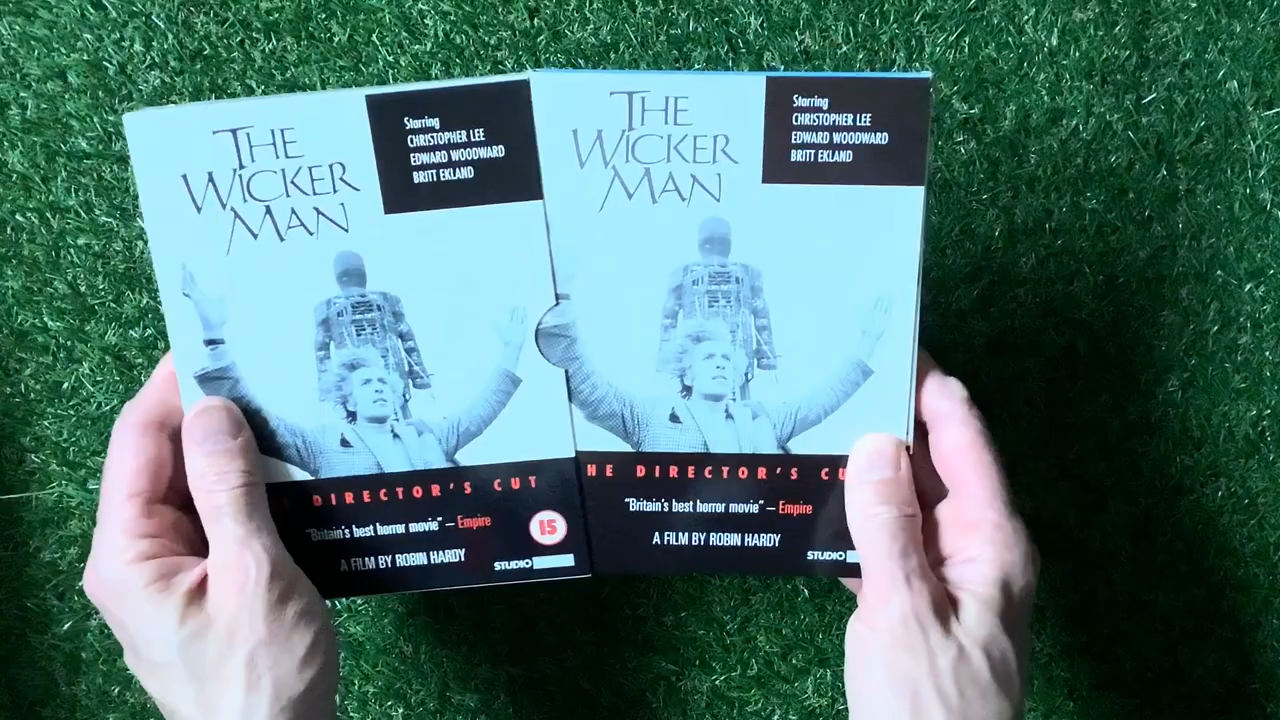 THE
WICKER
MAN
Starring
CHRISTOPHER LEE
EDWARD WOODWARD
BRITT EKLAND
DIRECTOR'S CUT
"Britain's best horror movie" – Empire
15
A FILM BY ROBIN HARDY
STUDIO
THE
WICKER
MAN
Starring
CHRISTOPHER LEE
EDWARD WOODWARD
BRITT EKLAND
HE DIRECTOR'S CU
"Britain's best horror movie" – Empire
A FILM BY ROBIN HARDY
STUDIO